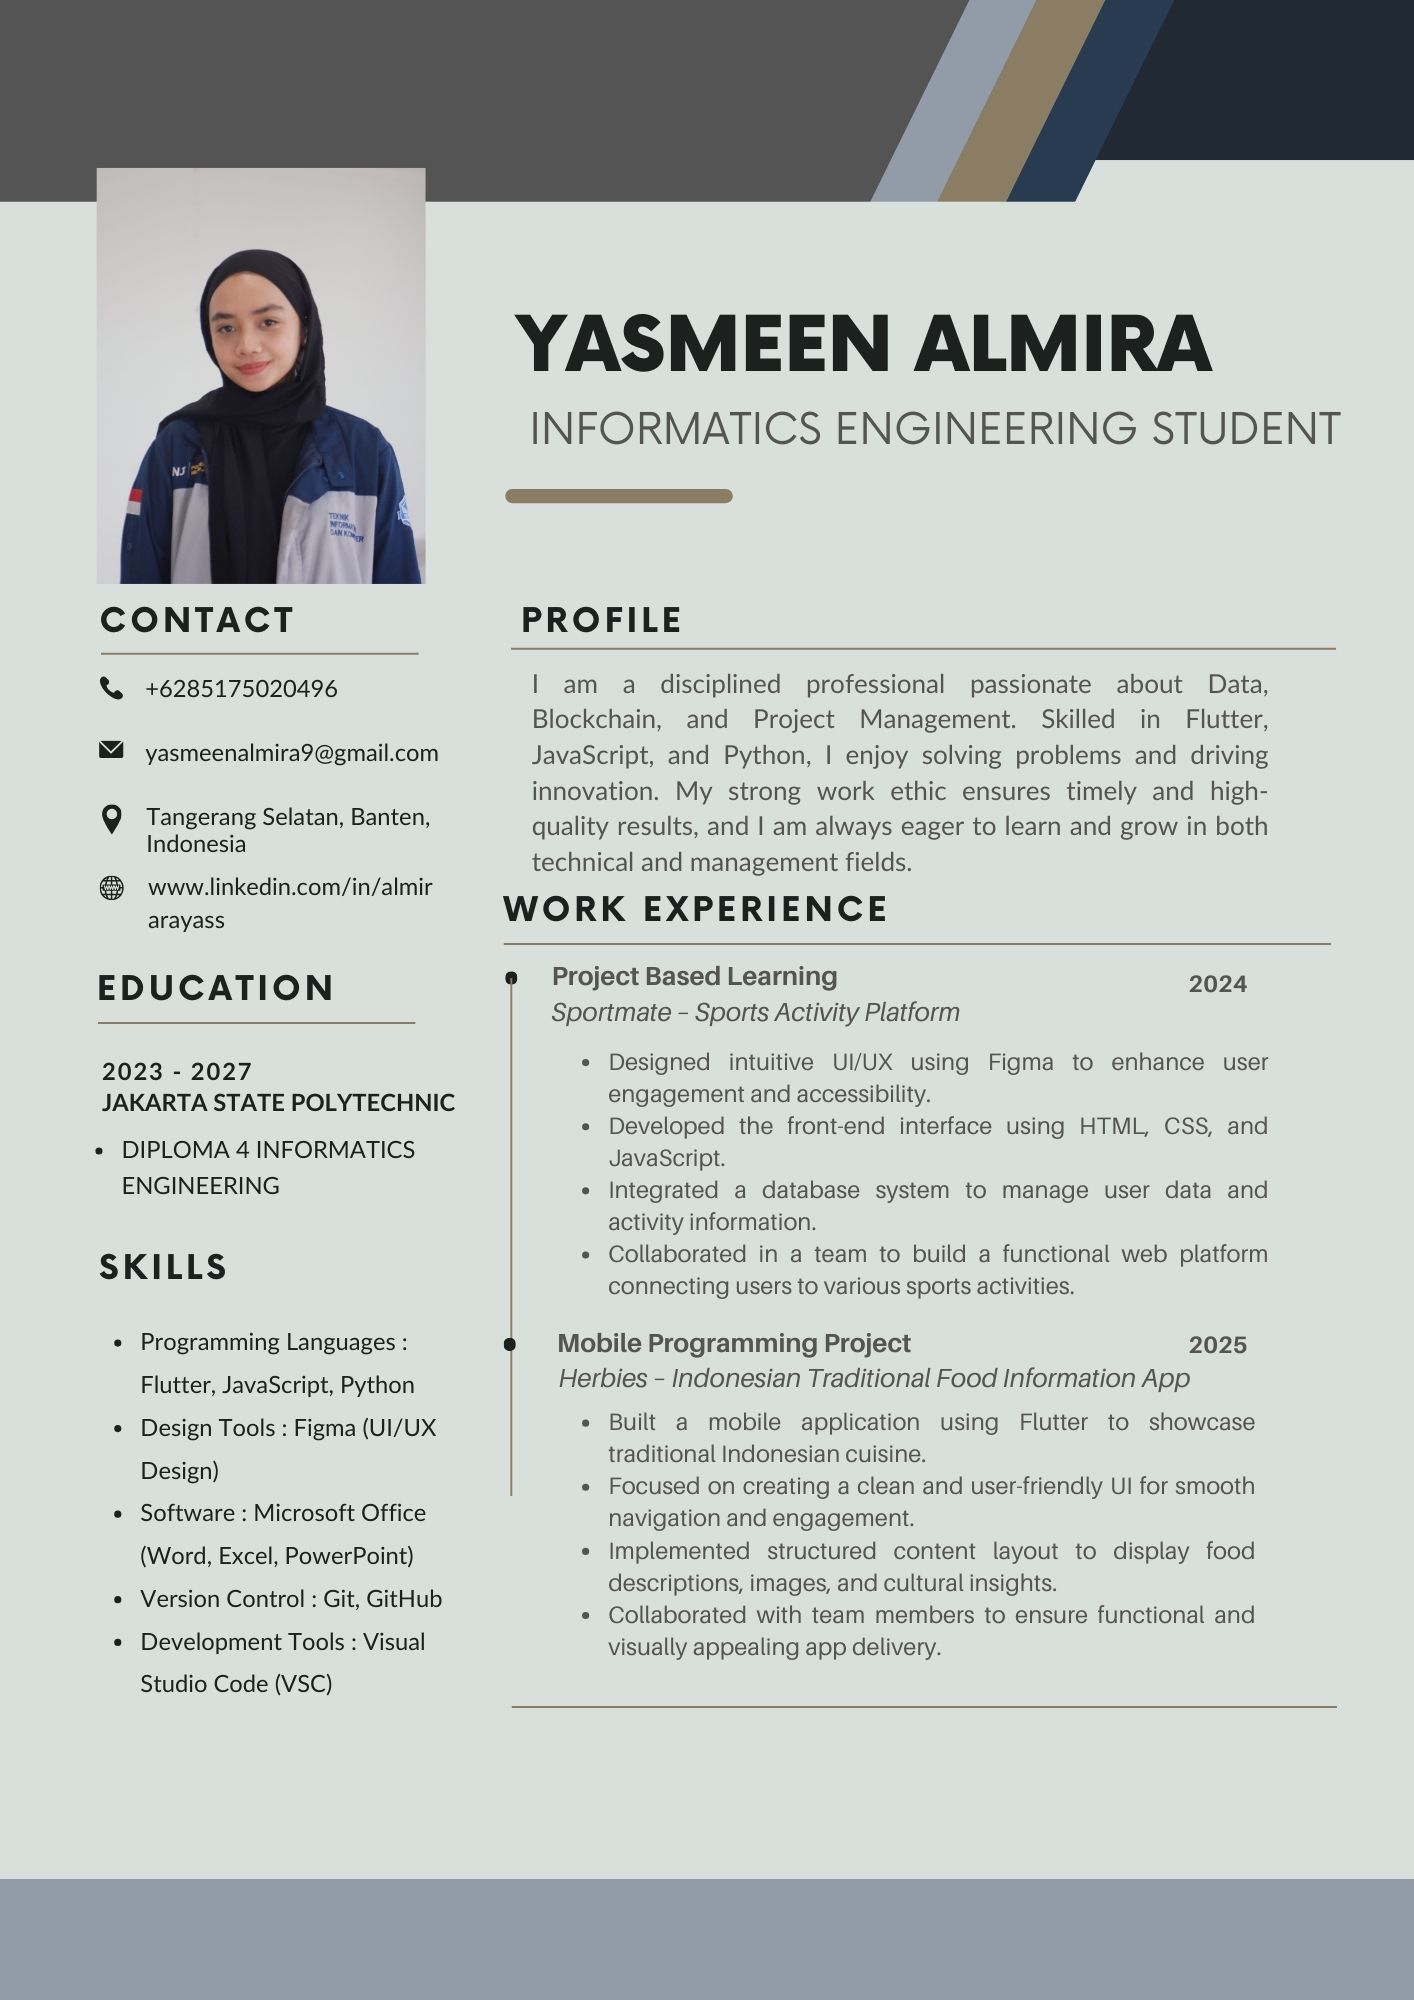 YASMEEN ALMIRA
INFORMATICS ENGINEERING STUDENT
NJ
TEKNIK
CONTACT
+6285175020496
yasmeenalmira9@gmail.com
Tangerang Selatan, Banten,
Indonesia
www.linkedin.com/in/almir
arayass
EDUCATION
2023 - 2027
JAKARTA STATE POLYTECHNIC
• DIPLOMA 4 INFORMATICS
ENGINEERING
SKILLS
• Programming Languages :
Flutter, JavaScript, Python
• Design Tools : Figma (UI/UX
Design)
• Software : Microsoft Office
(Word, Excel, PowerPoint)
• Version Control : Git, GitHub
• Development Tools : Visual
Studio Code (VSC)
PROFILE
I am a disciplined professional passionate about Data,
Blockchain, and Project Management. Skilled in Flutter,
JavaScript, and Python, I enjoy solving problems and driving
innovation. My strong work ethic ensures timely and high-
quality results, and I am always eager to learn and grow in both
technical and management fields.
WORK EXPERIENCE
Project Based Learning 2024
Sportmate – Sports Activity Platform
• Designed intuitive UI/UX using Figma to enhance user
engagement and accessibility.
• Developed the front-end interface using HTML, CSS, and
JavaScript.
• Integrated a database system to manage user data and
activity information.
• Collaborated in a team to build a functional web platform
connecting users to various sports activities.
Mobile Programming Project 2025
Herbies – Indonesian Traditional Food Information App
• Built a mobile application using Flutter to showcase
traditional Indonesian cuisine.
• Focused on creating a clean and user-friendly UI for smooth
navigation and engagement.
• Implemented structured content layout to display food
descriptions, images, and cultural insights.
• Collaborated with team members to ensure functional and
visually appealing app delivery.